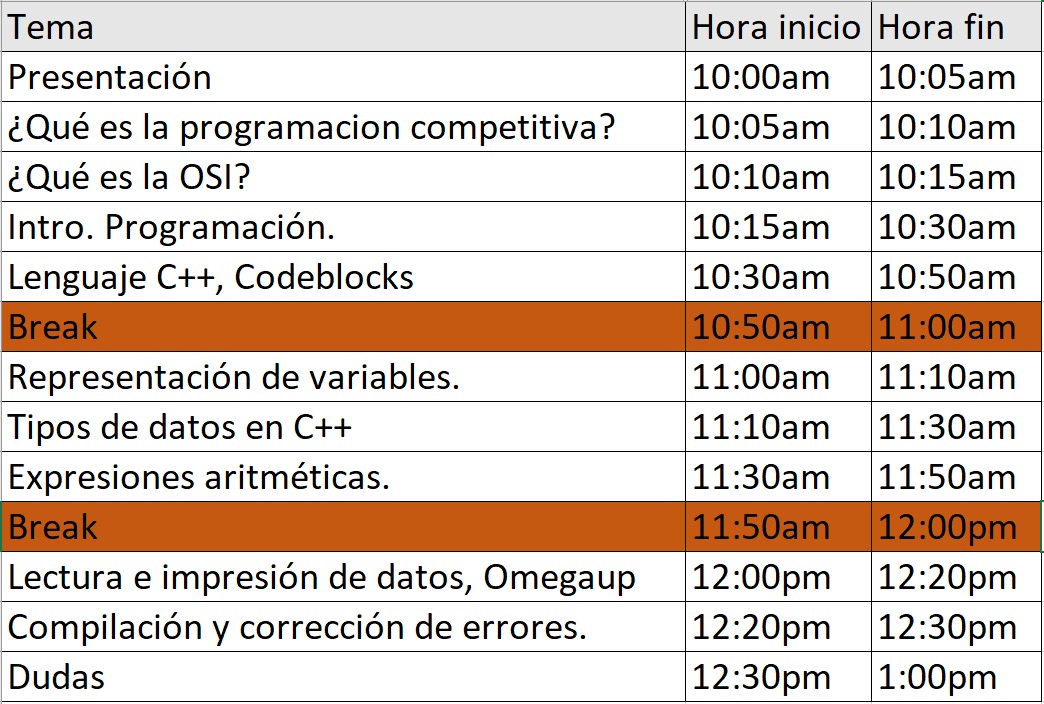 Tema Hora inicio Hora fin
Presentación 10:00am 10:05am
¿Qué es la programacion competitiva? 10:05am 10:10am
¿Qué es la OSI? 10:10am 10:15am
Intro. Programación. 10:15am 10:30am
Lenguaje C++, Codeblocks 10:30am 10:50am
Break 10:50am 11:00am
Representación de variables. 11:00am 11:10am
Tipos de datos en C++ 11:10am 11:30am
Expresiones aritméticas. 11:30am 11:50am
Break 11:50am 12:00pm
Lectura e impresión de datos, Omegaup 12:00pm 12:20pm
Compilación y corrección de errores. 12:20pm 12:30pm
Dudas 12:30pm 1:00pm